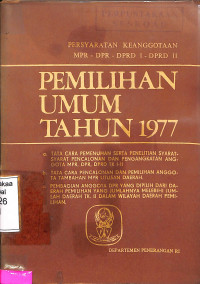 PERSYARATAN KEANGGOTAAN
MPR - DPR - DPRD I - DPRD II
PEMILIHAN
UMUM
TAHUN 1977
TATA CARA PEMENUHAN SERTA PENELITIAN SYARAT-
SYARAT PENCALONAN DAN PENGANGKATAN ANG-
GOTA MPR, DPR, DPRD I & II
TATA CARA PENCALONAN DAN PEMILIHAN ANGGO-
TA TAMBAHAN MPR UTUSAN DAERAH.
PENGADUAN ANGGOTA DPR YANG DIPILIH DARI DA-
ERAH PEMILIHAN YANG JUMLAHNYA MELEBIHI JUM-
LAH DAERAH TK. II DALAM WILAYAH DAERAH PEMI-
LIHAN.
DEPARTEMEN PENERANGAN RI